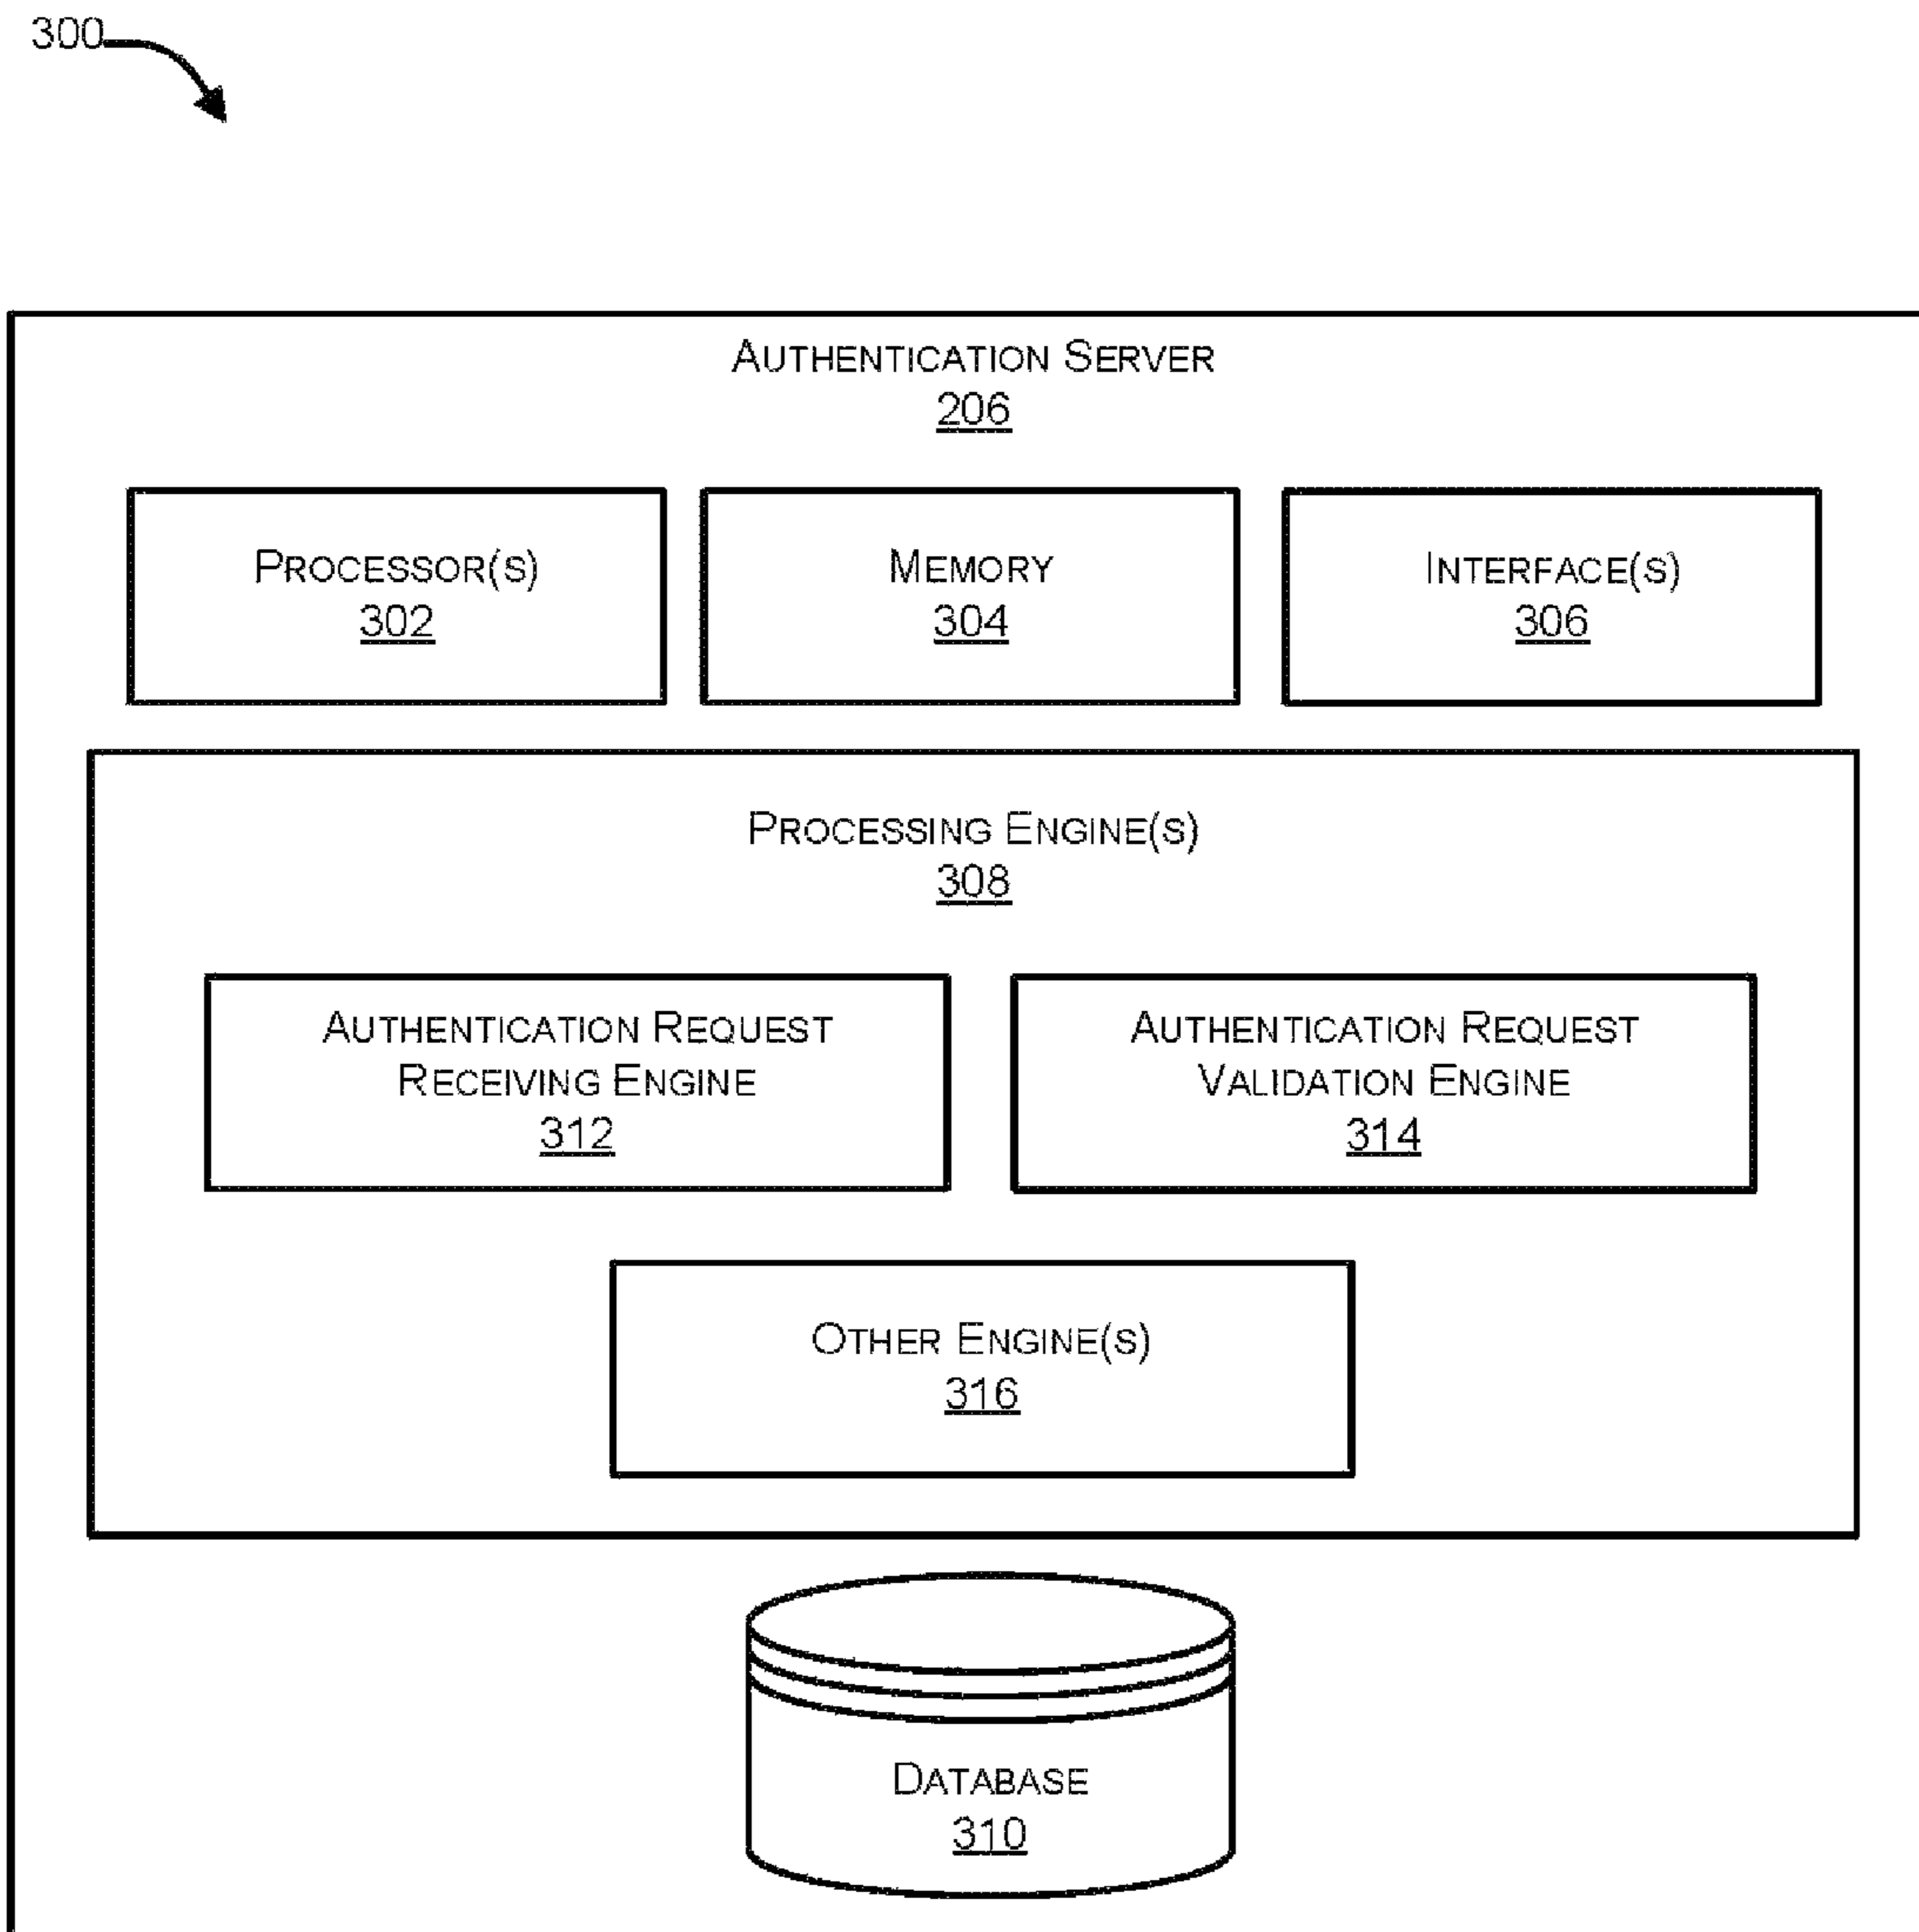 300
AUTHENTICATION SERVER
206
PROCESSOR(S)
302
MEMORY
304
INTERFACE(S)
306
PROCESSING ENGINE(S)
308
AUTHENTICATION REQUEST
RECEIVING ENGINE
312
AUTHENTICATION REQUEST
VALIDATION ENGINE
314
OTHER ENGINE(S)
316
DATABASE
310